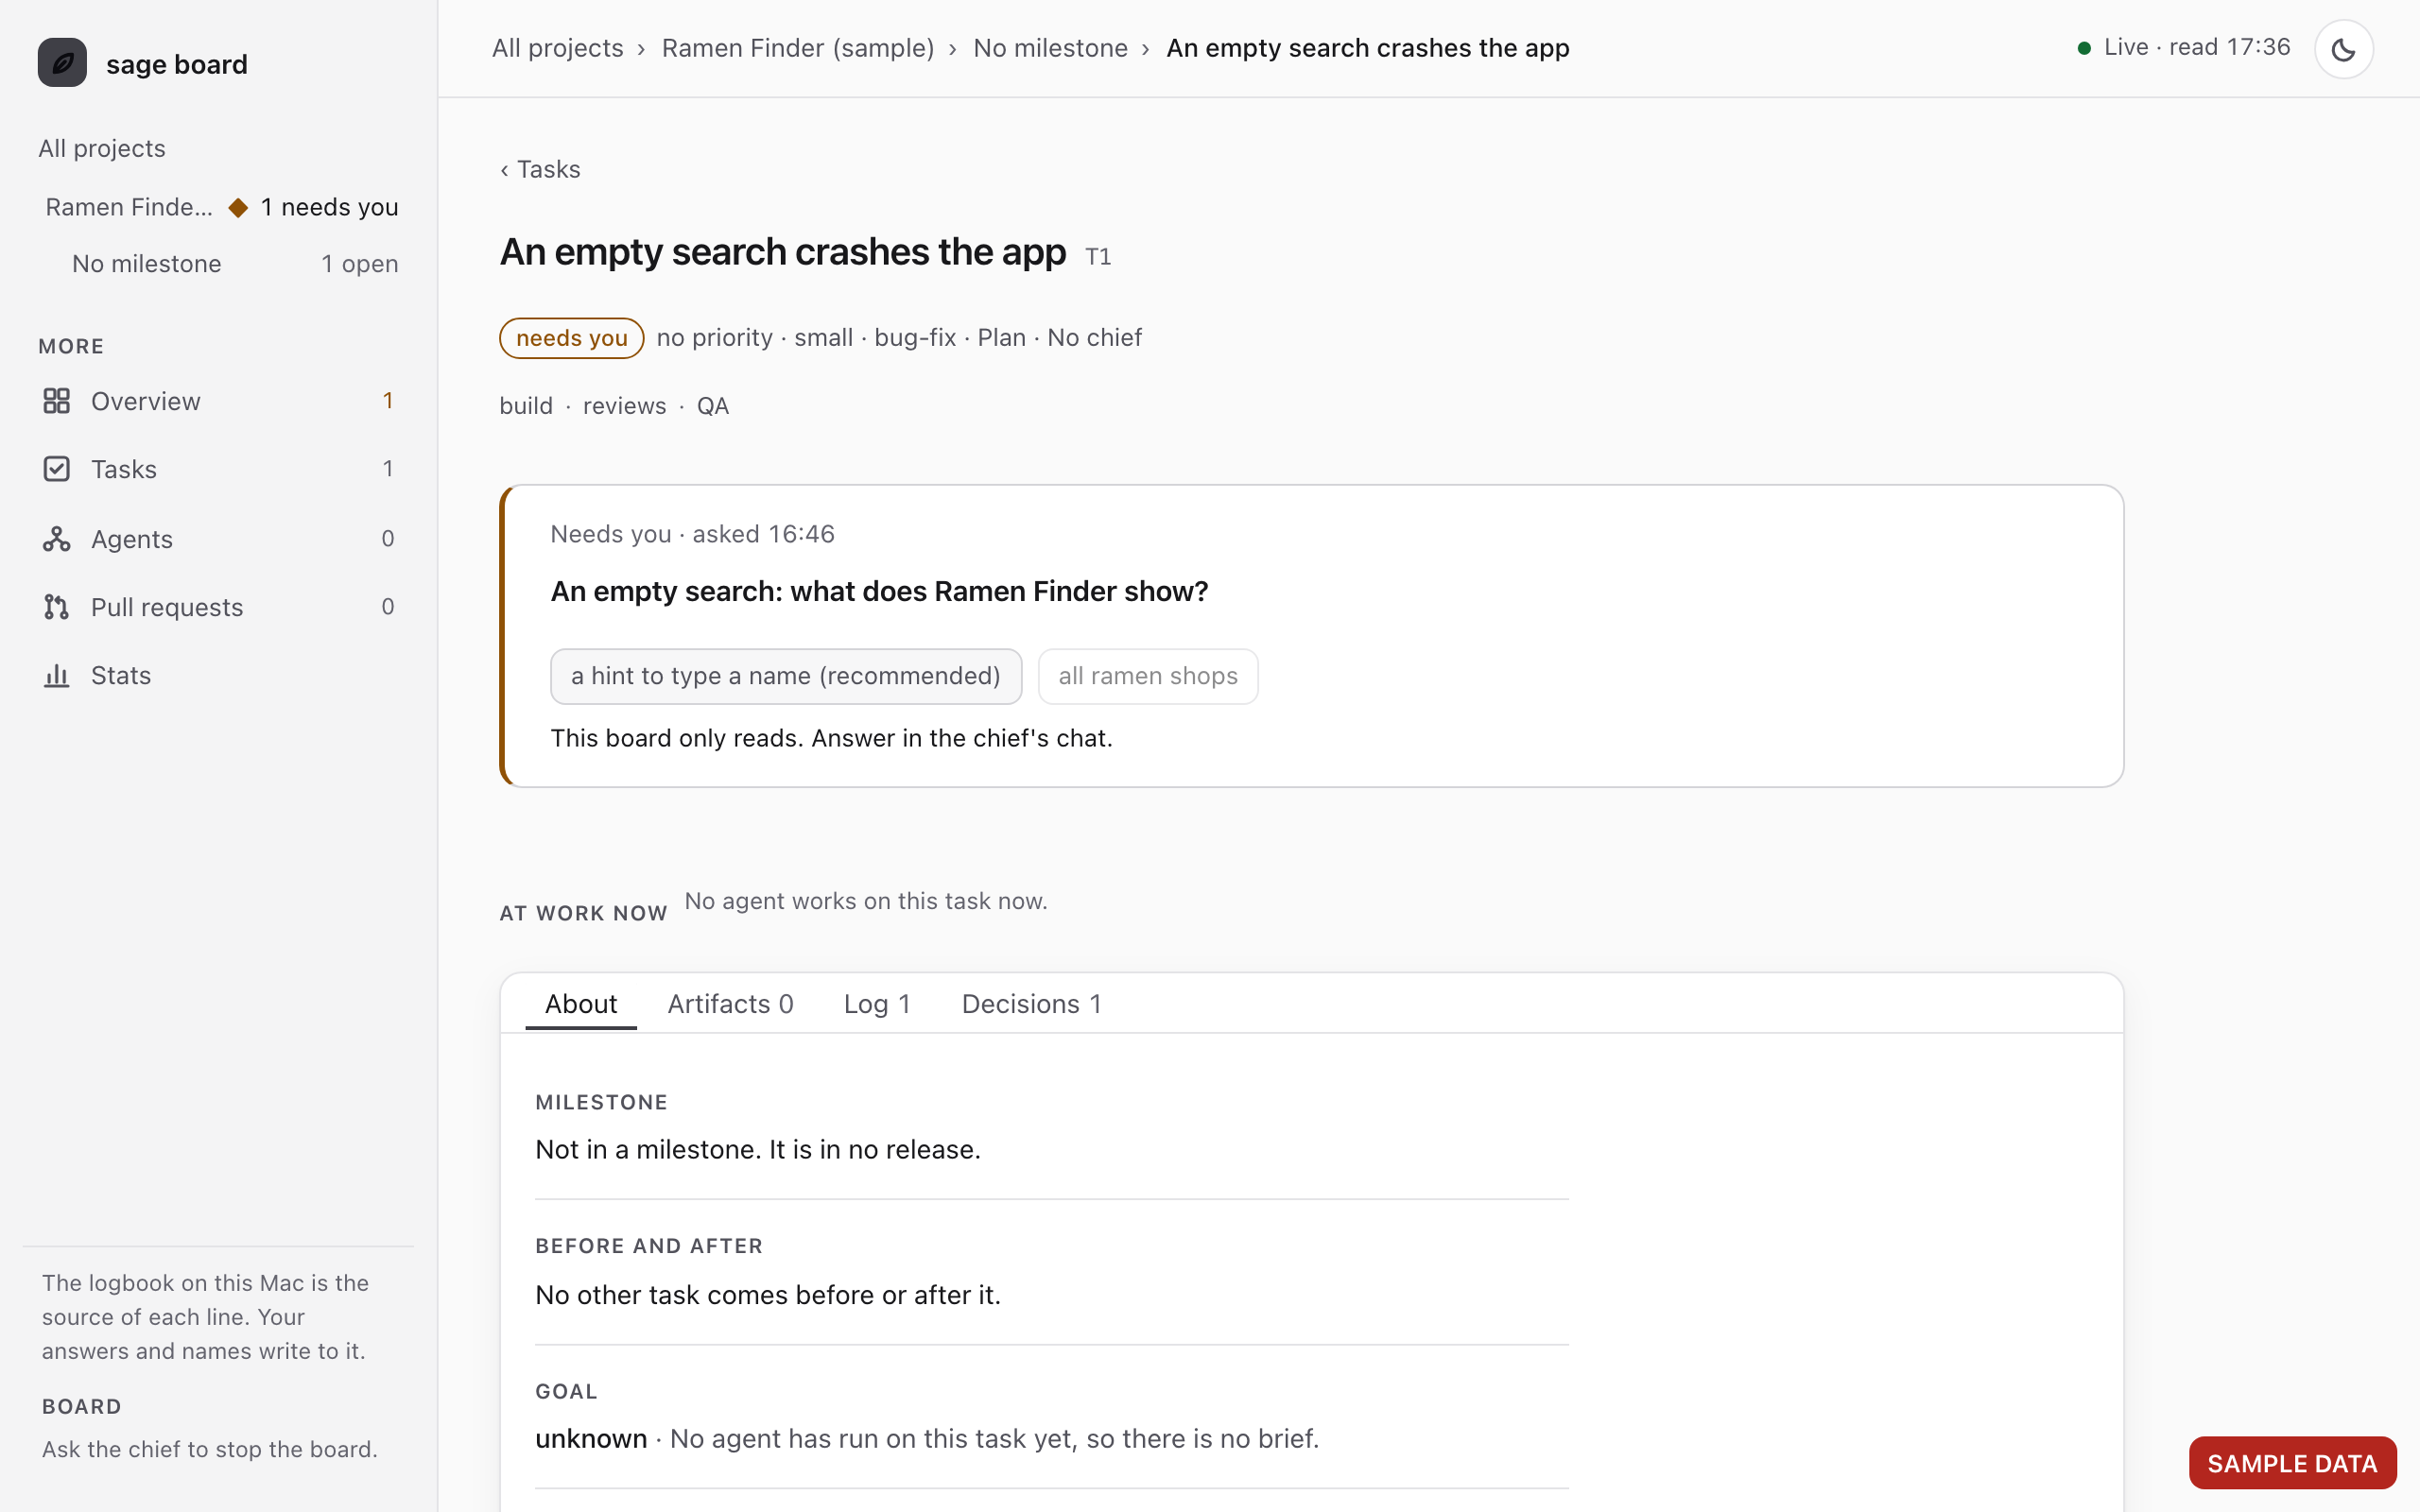 sage board
All projects
Ramen Finde... 1 needs you
No milestone 1 open
MORE
Overview 1
Tasks 1
Agents 0
Pull requests 0
Stats
The logbook on this Mac is the
source of each line. Your
answers and names write to it.
BOARD
Ask the chief to stop the board.
All projects › Ramen Finder (sample) › No milestone › An empty search crashes the app
Live · read 17:36
‹ Tasks
An empty search crashes the app T1
needs you no priority · small · bug-fix · Plan · No chief
build · reviews · QA
Needs you · asked 16:46
An empty search: what does Ramen Finder show?
a hint to type a name (recommended) all ramen shops
This board only reads. Answer in the chief's chat.
AT WORK NOW No agent works on this task now.
About Artifacts 0 Log 1 Decisions 1
MILESTONE
Not in a milestone. It is in no release.
BEFORE AND AFTER
No other task comes before or after it.
GOAL
unknown · No agent has run on this task yet, so there is no brief.
SAMPLE DATA